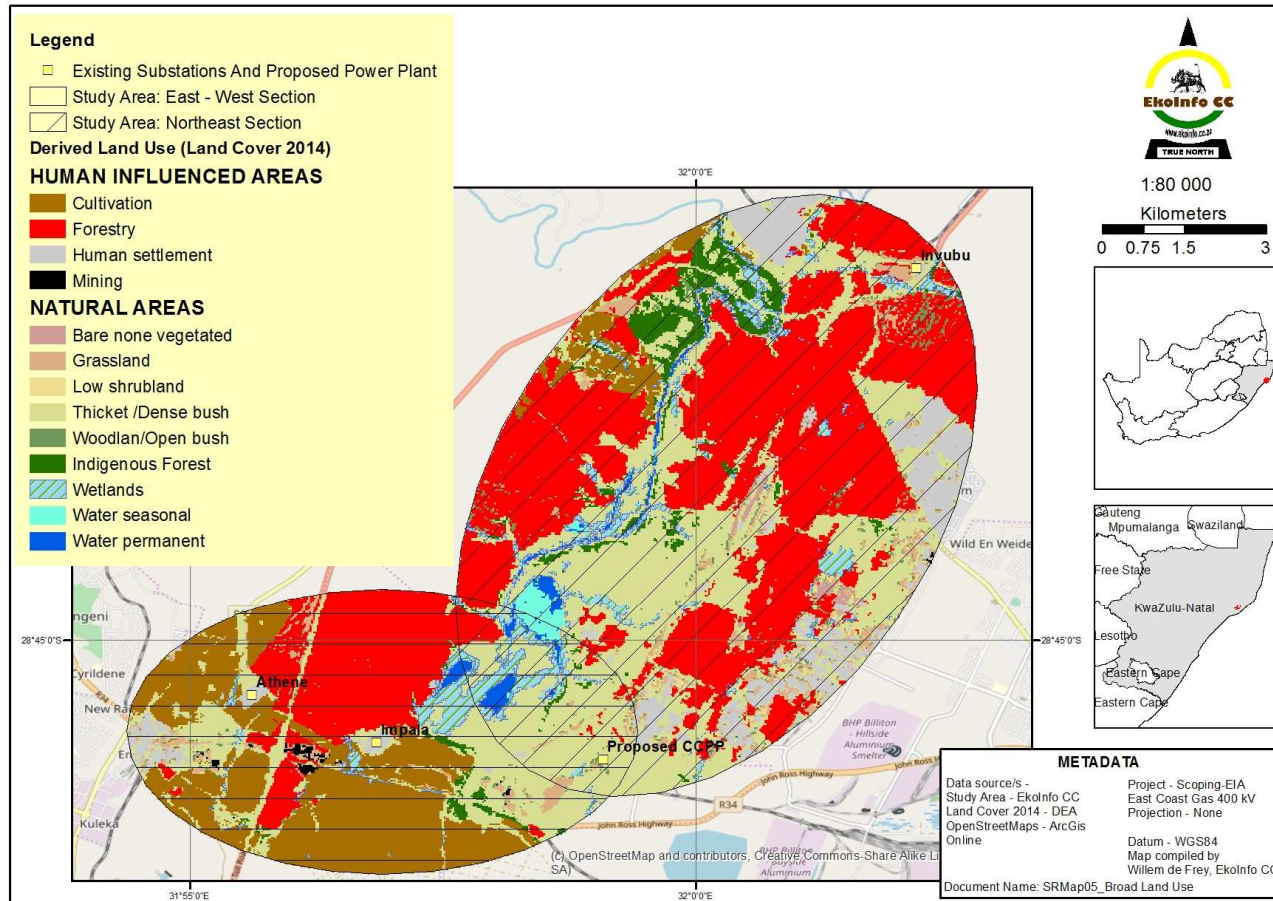 Legend
Existing Substations And Proposed Power Plant
Study Area: East - West Section
Study Area: Northeast Section
Derived Land Use (Land Cover 2014)
HUMAN INFLUENCED AREAS
Cultivation
Forestry
Human settlement
Mining
NATURAL AREAS
Bare none vegetated
Grassland
Low shrubland
Thicket /Dense bush
Woodlan/Open bush
Indigenous Forest
Wetlands
Water seasonal
Water permanent
32°0'0"E
Invubu
Wild En Weide
28°45'0"S
28°45'0"S
ngeni
Cyrildene
New Ra
Athene
Impala
Proposed CCPP
BHP Billiton
- Hillside
Aluminium
Smelter
John Ross Highway
R34
John Ross Highway
Kuleka
Toll Road
BHP Billiton
Bayside
Aluminium
(c) OpenStreetMap and contributors, Creative Commons-Share Alike Li
SA)
31°55'0"E
32°0'0"E
EkoInfo CC
www.ekoinfo.co.za
TRUE NORTH
1:80 000
Kilometers
0 0.75 1.5 3
Gauteng
Mpumalanga
Swaziland
Free State
KwaZulu-Natal
Lesotho
Eastern Cape
Eastern Cape
METADATA
Data source/s -
Study Area - EkoInfo CC
Land Cover 2014 - DEA
OpenStreetMaps - ArcGis
Online
Project - Scoping-EIA
East Coast Gas 400 kV
Projection - None
Datum - WGS84
Map compiled by
Willem de Frey, EkoInfo CC
Document Name: SRMap05_Broad Land Use